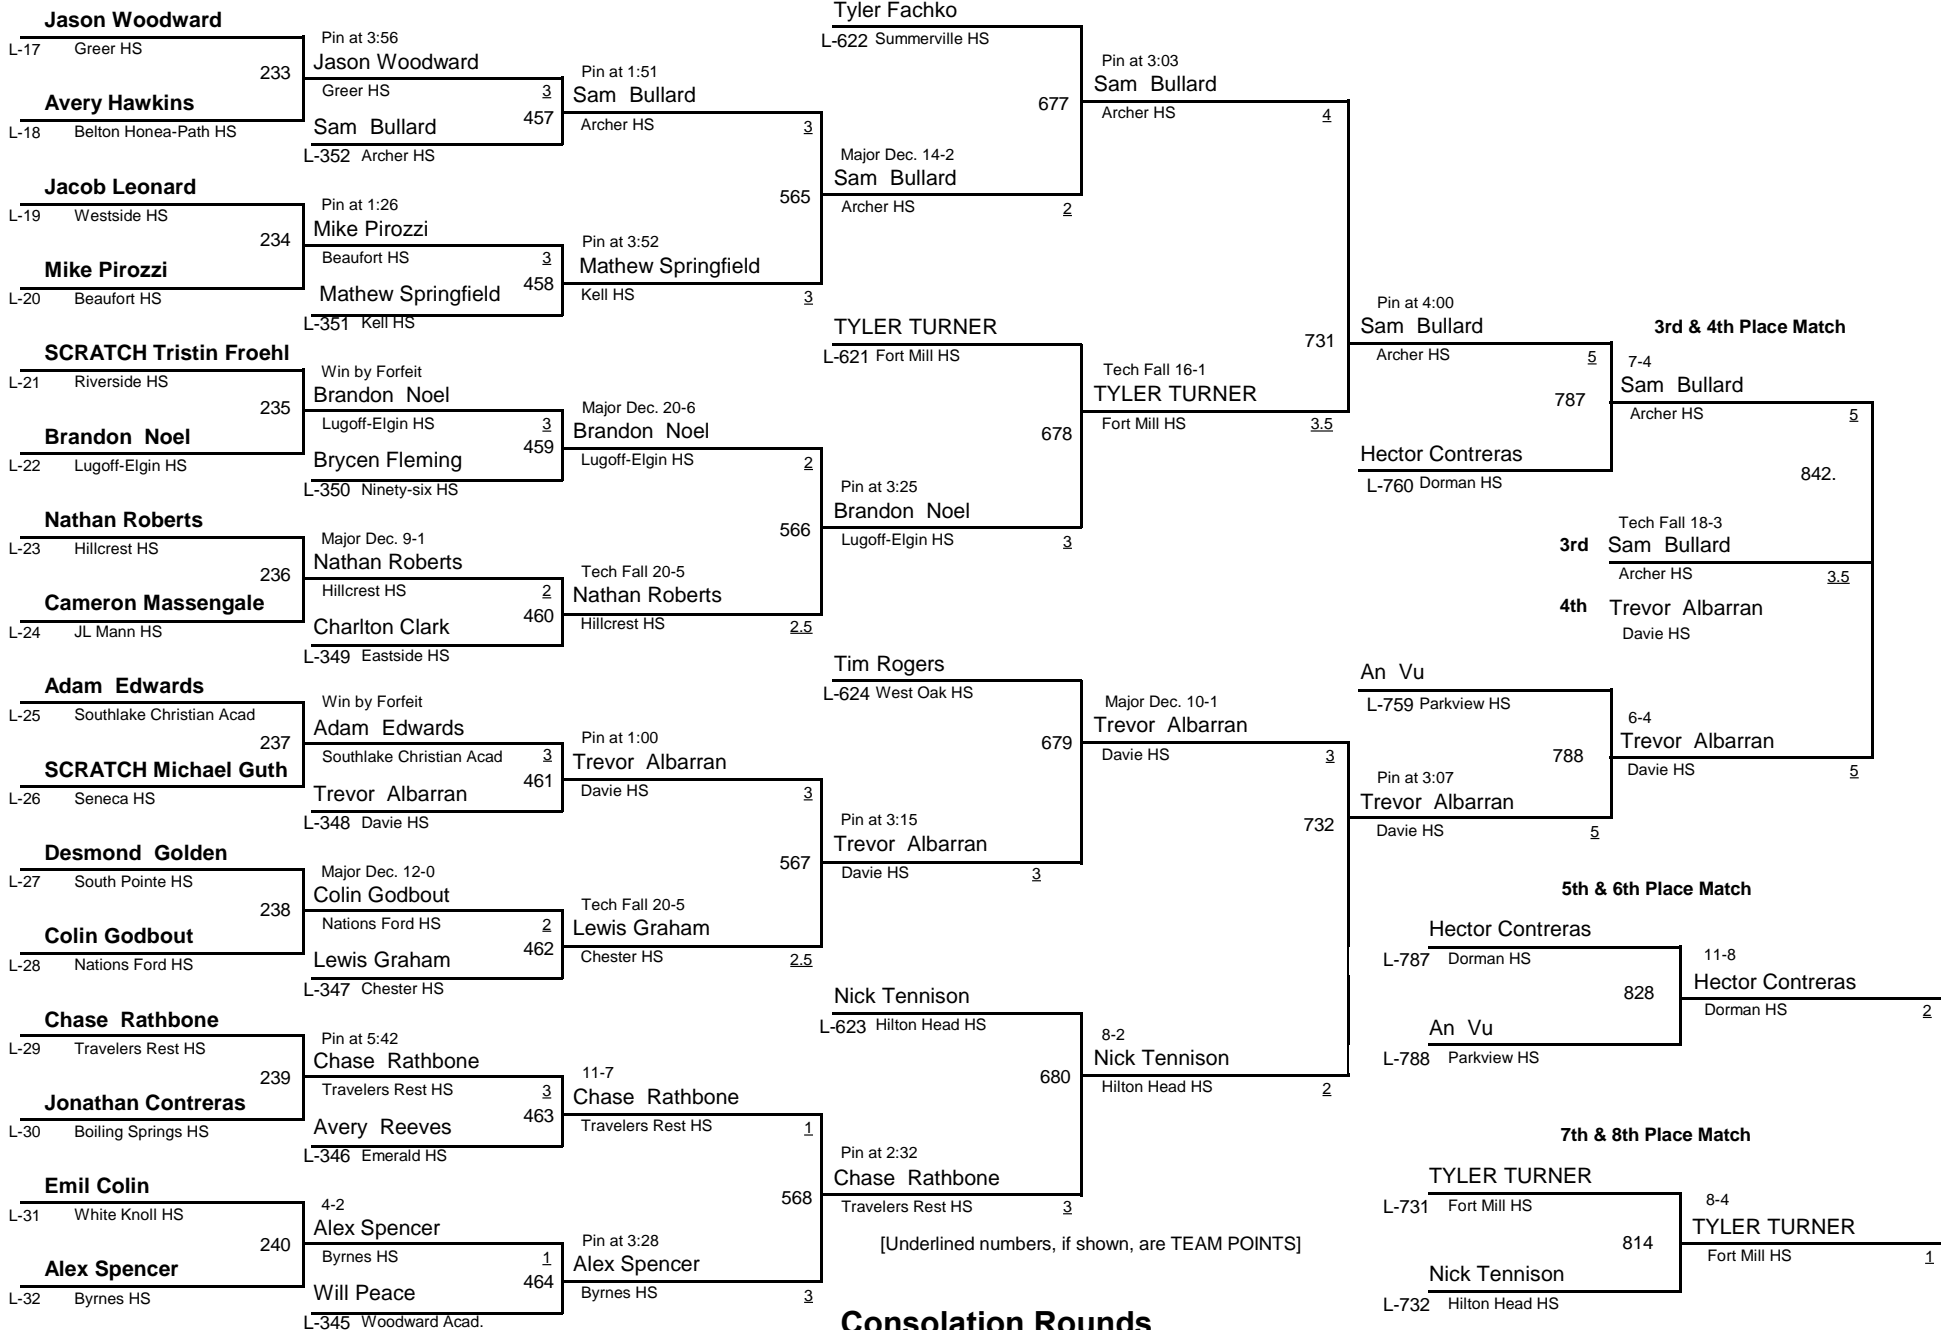 Jason Woodward
L-17 Greer HS
233
Avery Hawkins
L-18 Belton Honea-Path HS
Jacob Leonard
L-19 Westside HS
234
Mike Pirozzi
L-20 Beaufort HS
SCRATCH Tristin Froehl
L-21 Riverside HS
235
Brandon Noel
L-22 Lugoff-Elgin HS
Nathan Roberts
L-23 Hillcrest HS
236
Cameron Massengale
L-24 JL Mann HS
Adam Edwards
L-25 Southlake Christian Acad
237
SCRATCH Michael Guth
L-26 Seneca HS
Desmond Golden
L-27 South Pointe HS
238
Colin Godbout
L-28 Nations Ford HS
Chase Rathbone
L-29 Travelers Rest HS
239
Jonathan Contreras
L-30 Boiling Springs HS
Emil Colin
L-31 White Knoll HS
240
Alex Spencer
L-32 Byrnes HS
Pin at 3:56
Jason Woodward
Greer HS 3
457
Sam Bullard
L-352 Archer HS
Pin at 1:26
Mike Pirozzi
Beaufort HS 3
458
Mathew Springfield
L-351 Kell HS
Win by Forfeit
Brandon Noel
Lugoff-Elgin HS 3
459
Brycen Fleming
L-350 Ninety-six HS
Major Dec. 9-1
Nathan Roberts
Hillcrest HS 2
460
Charlton Clark
L-349 Eastside HS
Win by Forfeit
Adam Edwards
Southlake Christian Acad 3
461
Trevor Albarran
L-348 Davie HS
Major Dec. 12-0
Colin Godbout
Nations Ford HS 2
462
Lewis Graham
L-347 Chester HS
Pin at 5:42
Chase Rathbone
Travelers Rest HS 3
463
Avery Reeves
L-346 Emerald HS
4-2
Alex Spencer
Byrnes HS 1
464
Will Peace
L-345 Woodward Acad.
Pin at 1:51
Sam Bullard
Archer HS 3
565
Pin at 3:52
Mathew Springfield
Kell HS 3
Major Dec. 20-6
Brandon Noel
Lugoff-Elgin HS 2
566
Tech Fall 20-5
Nathan Roberts
Hillcrest HS 2.5
Pin at 1:00
Trevor Albarran
Davie HS 3
567
Tech Fall 20-5
Lewis Graham
Chester HS 2.5
11-7
Chase Rathbone
Travelers Rest HS 1
568
Pin at 3:28
Alex Spencer
Byrnes HS 3
Tyler Fachko
L-622 Summerville HS
677
Major Dec. 14-2
Sam Bullard
Archer HS 2
TYLER TURNER
L-621 Fort Mill HS
678
Pin at 3:25
Brandon Noel
Lugoff-Elgin HS 3
Tim Rogers
L-624 West Oak HS
679
Pin at 3:15
Trevor Albarran
Davie HS 3
Nick Tennison
L-623 Hilton Head HS
680
Pin at 2:32
Chase Rathbone
Travelers Rest HS 3
[Underlined numbers, if shown, are TEAM POINTS]
Consolation Rounds
Pin at 3:03
Sam Bullard
Archer HS 4
731
Tech Fall 16-1
TYLER TURNER
Fort Mill HS 3.5
Major Dec. 10-1
Trevor Albarran
Davie HS 3
732
8-2
Nick Tennison
Hilton Head HS 2
Pin at 4:00
Sam Bullard
Archer HS 5
787
Hector Contreras
L-760 Dorman HS
An Vu
L-759 Parkview HS
788
Pin at 3:07
Trevor Albarran
Davie HS 5
3rd & 4th Place Match
7-4
Sam Bullard
Archer HS 5
842.
Tech Fall 18-3
3rd Sam Bullard
Archer HS 3.5
4th Trevor Albarran
Davie HS
6-4
Trevor Albarran
Davie HS 5
5th & 6th Place Match
Hector Contreras
L-787 Dorman HS
828
An Vu
L-788 Parkview HS
11-8
Hector Contreras
Dorman HS 2
7th & 8th Place Match
TYLER TURNER
L-731 Fort Mill HS
814
Nick Tennison
L-732 Hilton Head HS
8-4
TYLER TURNER
Fort Mill HS 1